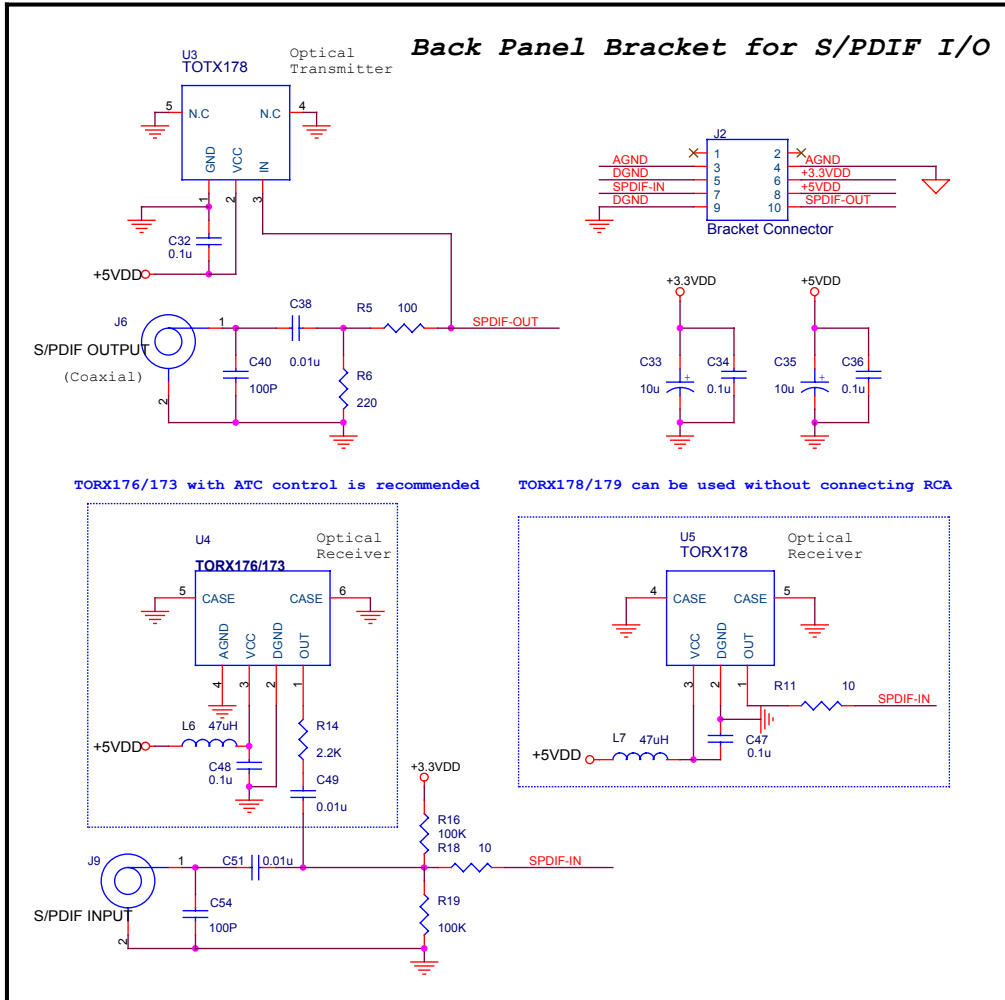 Back Panel Bracket for S/PDIF I/O
U3
TOTX178
Optical
Transmitter
5
N.C
N.C
4
GND
VCC
IN
1
2
3
C32
0.1u
+5VDD
J2
1
2
3
4
5
6
7
8
9
10
AGND
DGND
SPDIF-IN
DGND
AGND
+3.3VDD
+5VDD
SPDIF-OUT
Bracket Connector
J6
1
S/PDIF OUTPUT
(Coaxial)
2
C38
0.01u
R5
100
SPDIF-OUT
C40
100P
R6
220
+3.3VDD
C33
10u
+
C34
0.1u
+5VDD
C35
10u
+
C36
0.1u
TORX176/173 with ATC control is recommended
U4
TORX176/173
Optical
Receiver
5
CASE
CASE
6
AGND
VCC
DGND
OUT
4
3
2
1
L6
47uH
+5VDD
C48
0.1u
R14
2.2K
C49
0.01u
TORX178/179 can be used without connecting RCA
U5
TORX178
Optical
Receiver
4
CASE
CASE
5
VCC
DGND
OUT
3
2
1
R11
10
SPDIF-IN
L7
47uH
+5VDD
C47
0.1u
+3.3VDD
R16
100K
R18
10
SPDIF-IN
J9
1
C51
0.01u
S/PDIF INPUT
2
C54
100P
R19
100K